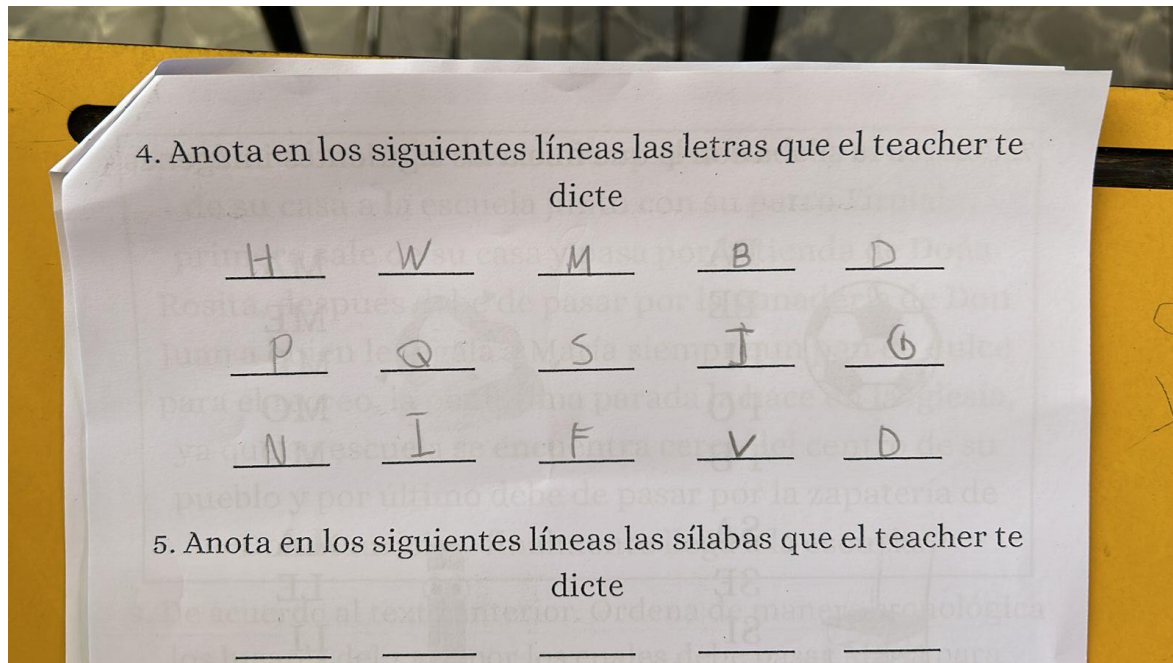 4. Anota en los siguientes líneas las letras que el teacher te
dicte
H W M B D
P Q S I G
N I F V D
5. Anota en los siguientes líneas las sílabas que el teacher te
dicte